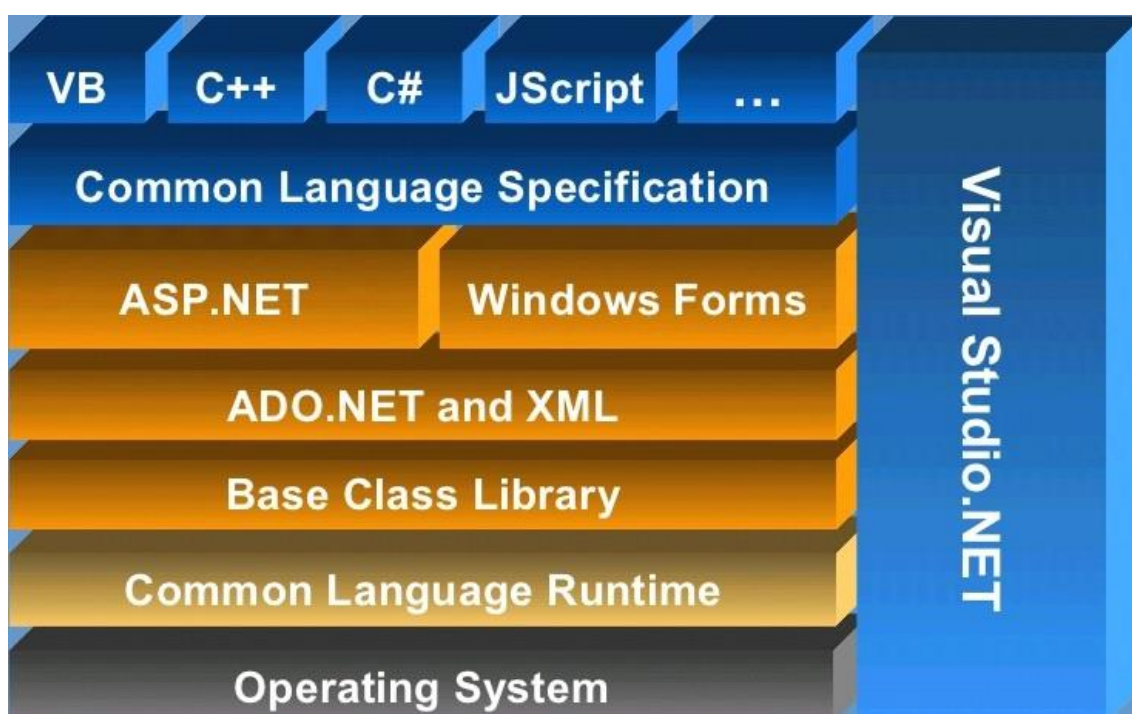 VB C++ C# JScript ...
Common Language Specification
ASP.NET Windows Forms
ADO.NET and XML
Base Class Library
Common Language Runtime
Operating System
Visual Studio.NET